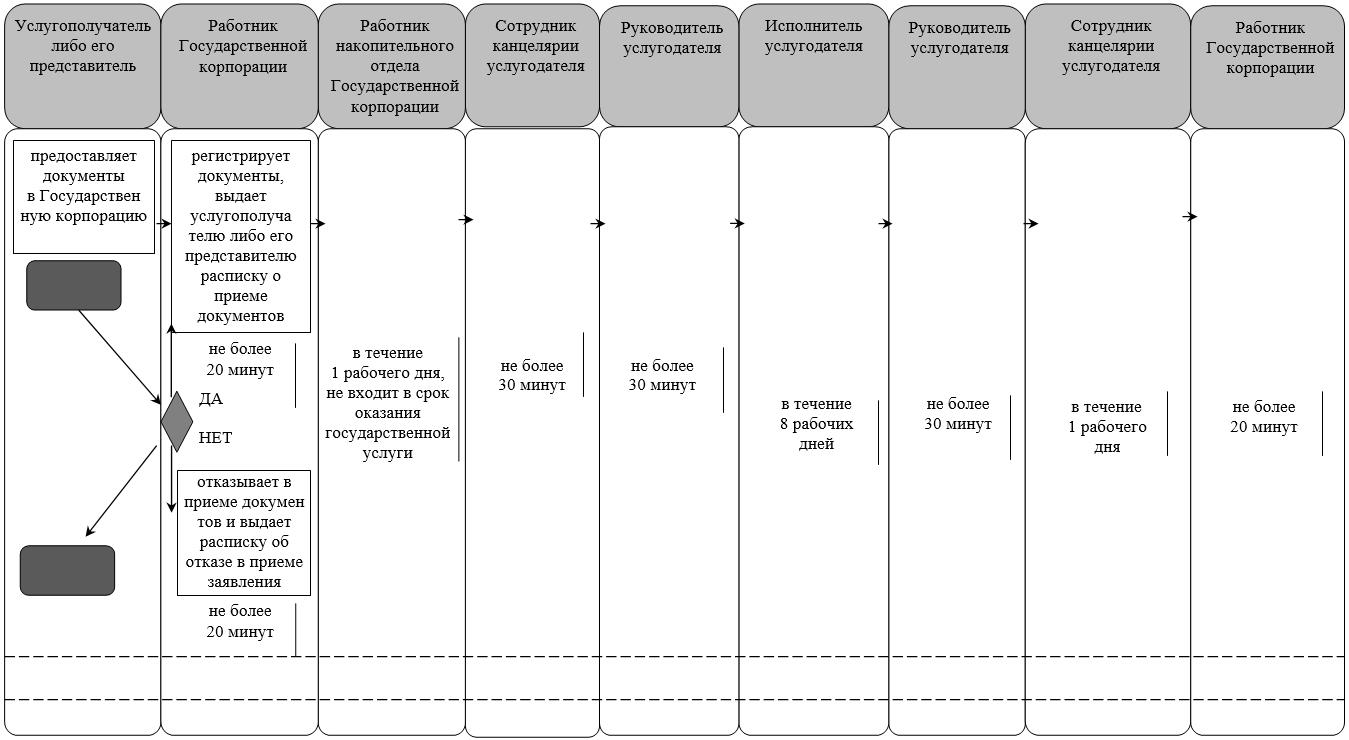 Услугополучатель
либо его
представитель
Работник
Государственной
корпорации
Работник
накопительного
отдела
Государственной
корпорации
Сотрудник
канцелярии
услугодателя
Руководитель
услугодателя
Исполнитель
услугодателя
Руководитель
услугодателя
Сотрудник
канцелярии
услугодателя
Работник
Государственной
корпорации
предоставляет
документы
в Государствен
ную корпорацию
регистрирует
документы,
выдает
услугополуча
телю либо его
представителю
расписку о
приеме
документов
не более
20 минут
ДА
НЕТ
отказывает в
приеме докумен
тов и выдает
расписку об
отказе в приеме
заявления
не более
20 минут
в течение
1 рабочего дня,
не входит в срок
оказания
государственной
услуги
не более
30 минут
не более
30 минут
в течение
8 рабочих
дней
не более
30 минут
в течение
1 рабочего
дня
не более
20 минут